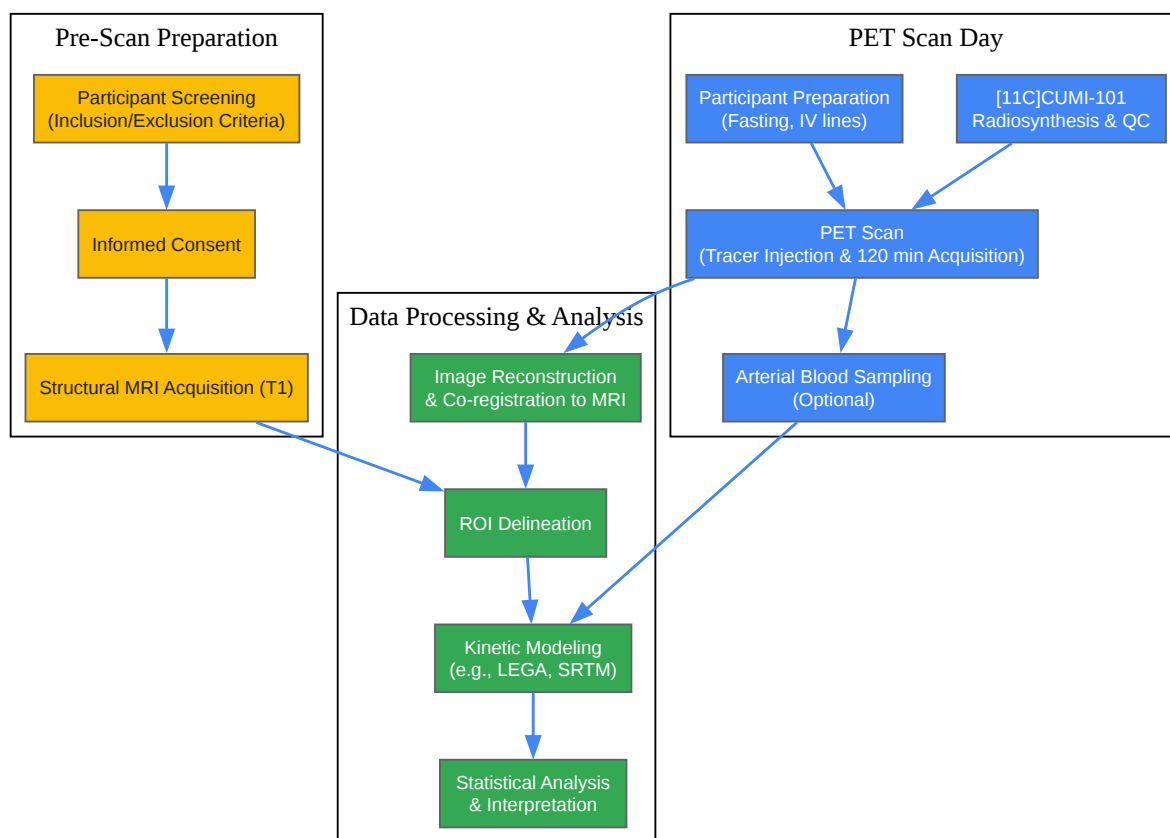 Pre-Scan Preparation
Participant Screening
(Inclusion/Exclusion Criteria)
Informed Consent
Structural MRI Acquisition (T1)
PET Scan Day
Participant Preparation
(Fasting, IV lines)
[11C]CUMI-101
Radiosynthesis & QC
PET Scan
(Tracer Injection & 120 min Acquisition)
Arterial Blood Sampling
(Optional)
Data Processing & Analysis
Image Reconstruction
& Co-registration to MRI
ROI Delineation
Kinetic Modeling
(e.g., LEGA, SRTM)
Statistical Analysis
& Interpretation